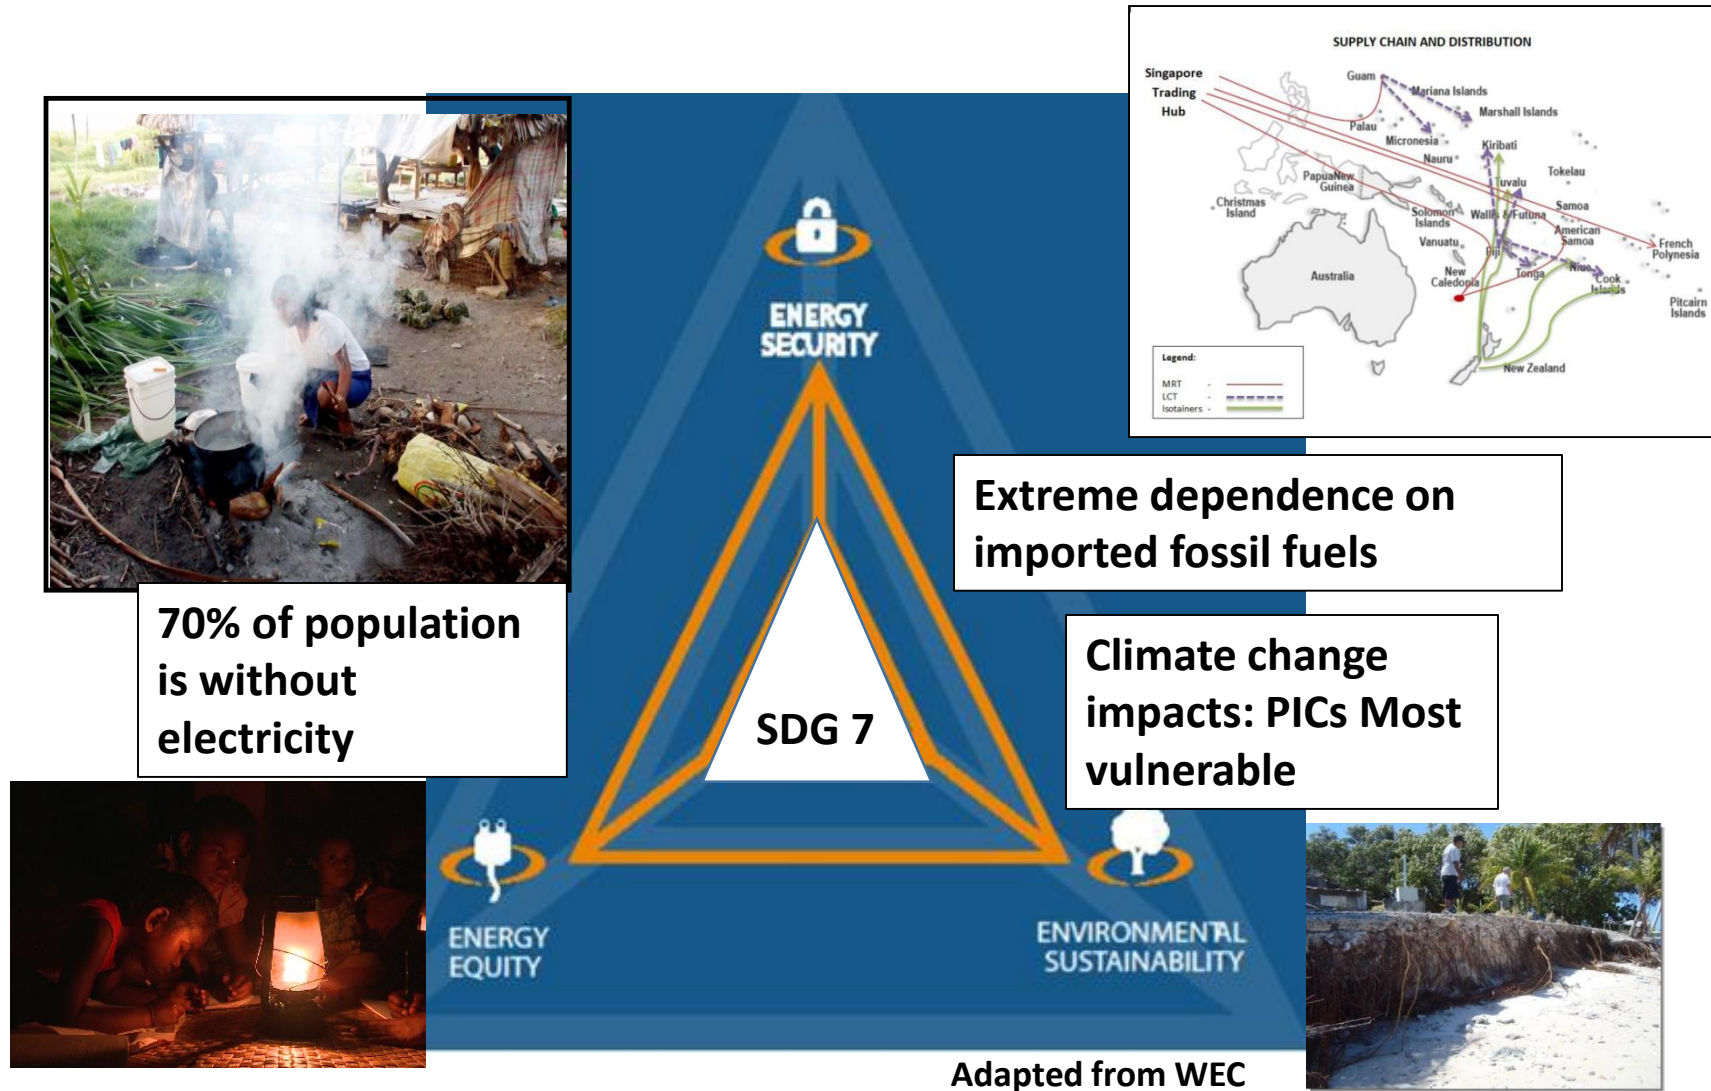 SUPPLY CHAIN AND DISTRIBUTION
Singapore
Trading
Hub
Guam
Mariana Islands
Marshall Islands
Palau
Micronesia
Kiribati
Nauru
Tokelau
Papua New
Guinea
Tuvalu
Christmas
Island
Solomon
Islands
Wallis & Futuna
Samoa
American
Samoa
Vanuatu
Fiji
French
Polynesia
New
Caledonia
Tonga
Niue
Cook
Islands
Australia
Pitcairn
Islands
New Zealand
Legend:
MRT -
LCT -
Isotainers -
ENERGY
SECURITY
Extreme dependence on
imported fossil fuels
70% of population
is without
electricity
Climate change
impacts: PICs Most
vulnerable
SDG 7
ENERGY
EQUITY
ENVIRONMENTAL
SUSTAINABILITY
Adapted from WEC